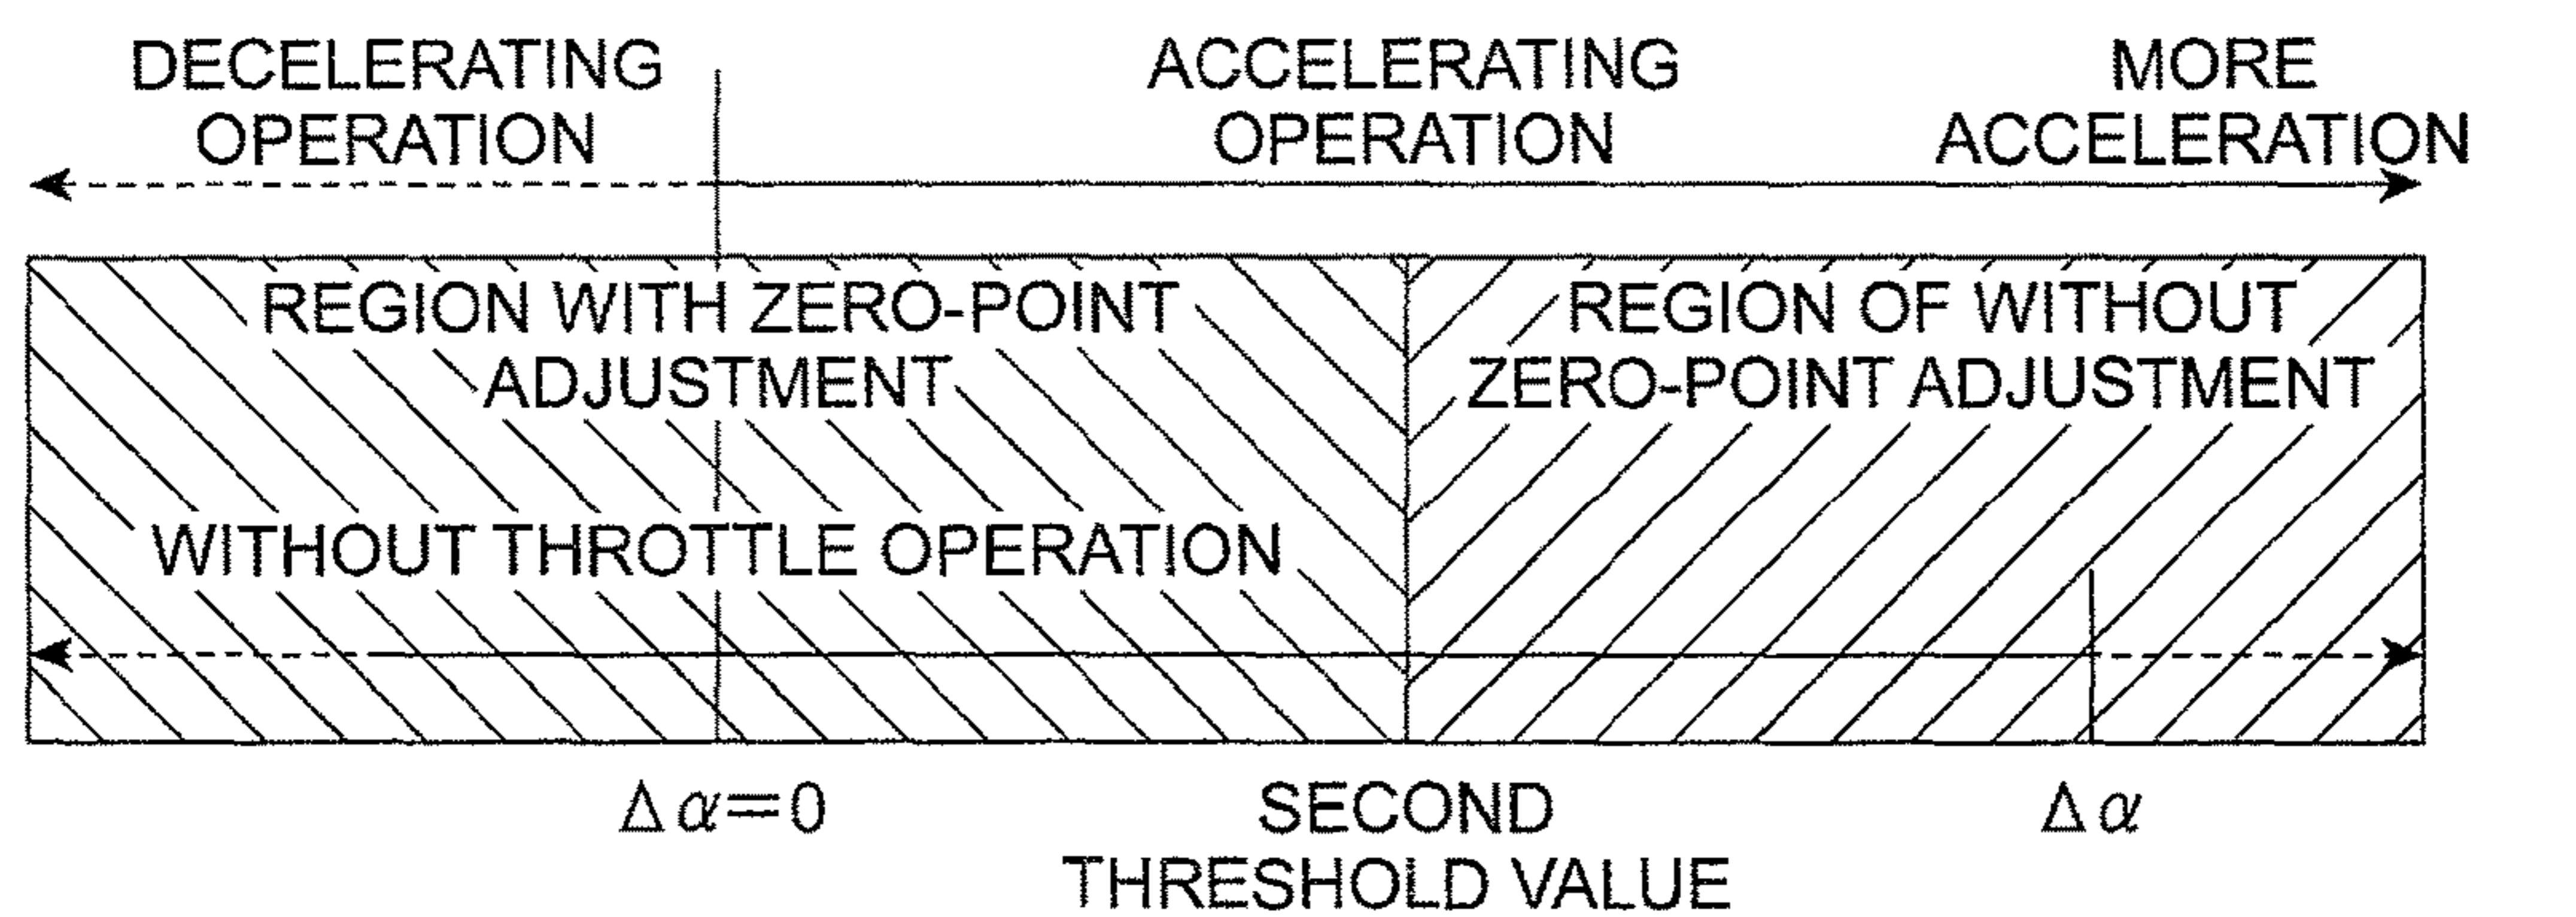 DECELERATING
OPERATION
ACCELERATING
OPERATION
MORE
ACCELERATION
REGION WITH ZERO-POINT
ADJUSTMENT
REGION OF WITHOUT
ZERO-POINT ADJUSTMENT
WITHOUT THROTTLE OPERATION
Δα=0
SECOND
THRESHOLD VALUE
Δα